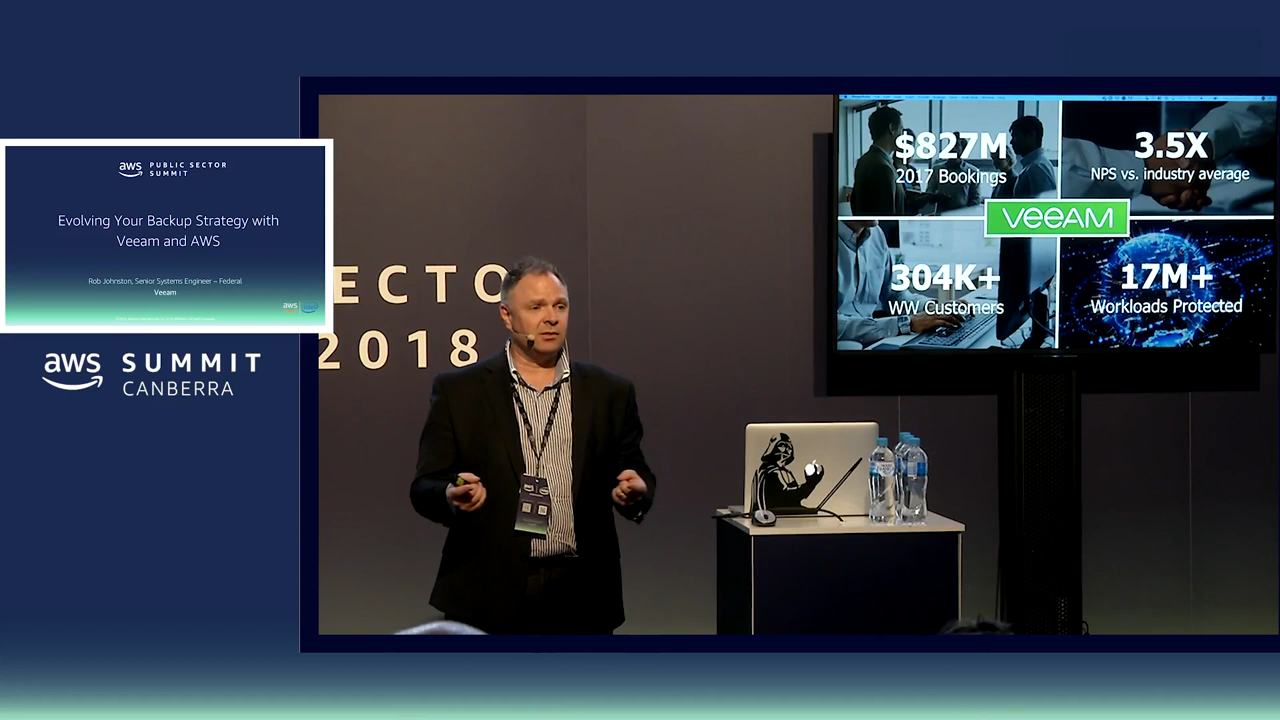 aws PUBLIC SECTOR
SUMMIT
Evolving Your Backup Strategy with
Veeam and AWS
Rob Johnston, Senior Systems Engineer – Federal
Veeam
aws
intel
aws SUMMIT
CANBERRA
ECTO
2018
$827M
2017 Bookings
3.5X
NPS vs. industry average
VEEAM
304K+
WW Customers
17M+
Workloads Protected